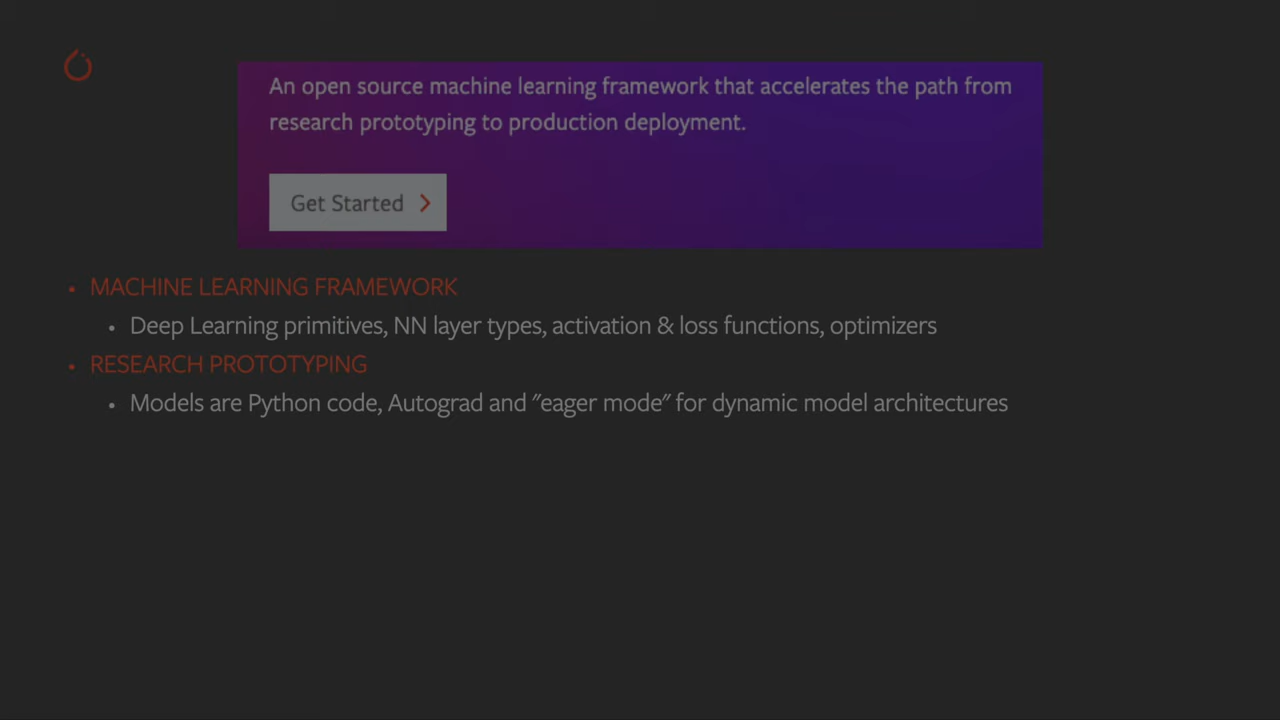 An open source machine learning framework that accelerates the path from
research prototyping to production deployment.
Get Started
• MACHINE LEARNING FRAMEWORK
• Deep Learning primitives, NN layer types, activation & loss functions, optimizers
• RESEARCH PROTOTYPING
• Models are Python code, Autograd and "eager mode" for dynamic model architectures